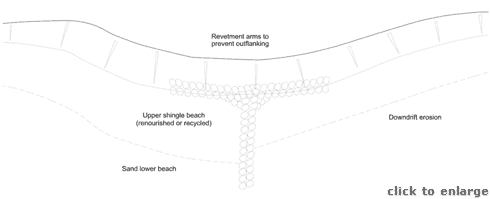 Revetment arms to
prevent outflanking
Upper shingle beach
(renourished or recycled)
Downdrift erosion
Sand lower beach
click to enlarge